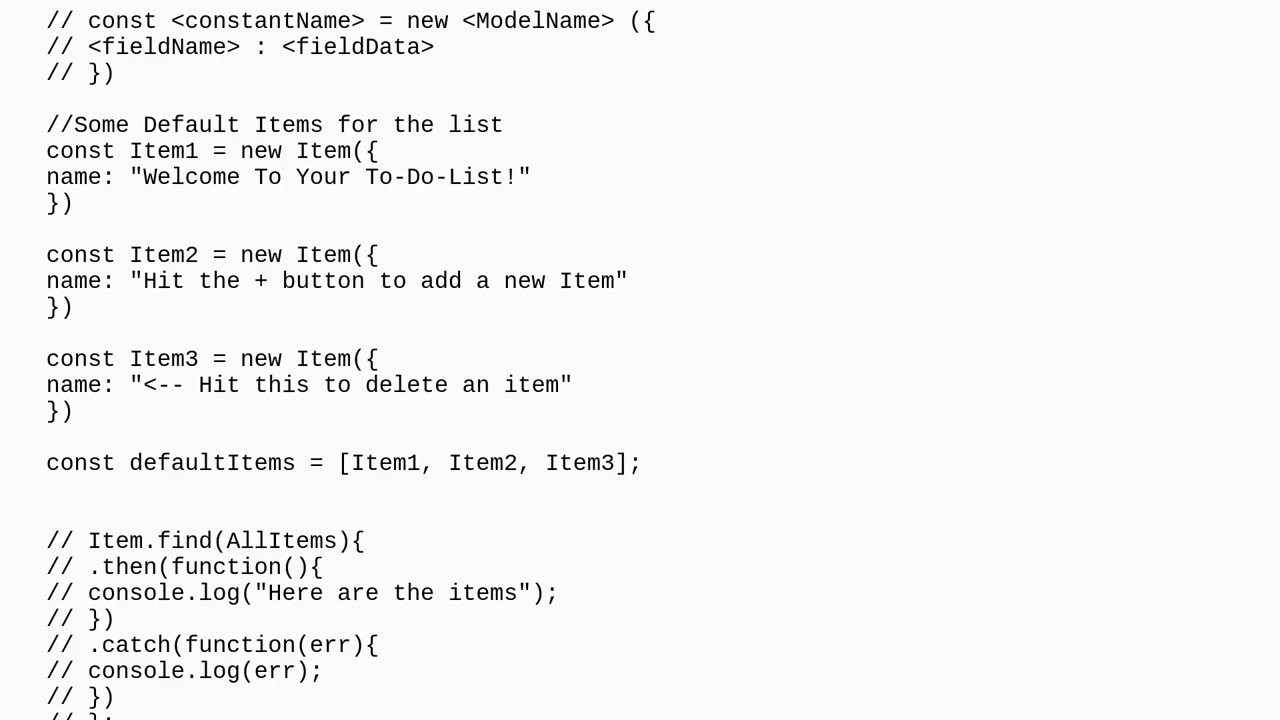 // const <constantName> = new <ModelName> ({
// <fieldName> : <fieldData>
// })
//Some Default Items for the list
const Item1 = new Item({
name: "Welcome To Your To-Do-List!"
})
const Item2 = new Item({
name: "Hit the + button to add a new Item"
})
const Item3 = new Item({
name: "<-- Hit this to delete an item"
})
const defaultItems = [Item1, Item2, Item3];
// Item.find(AllItems){
// .then(function(){
// console.log("Here are the items");
// })
// .catch(function(err){
// console.log(err);
// })
// };